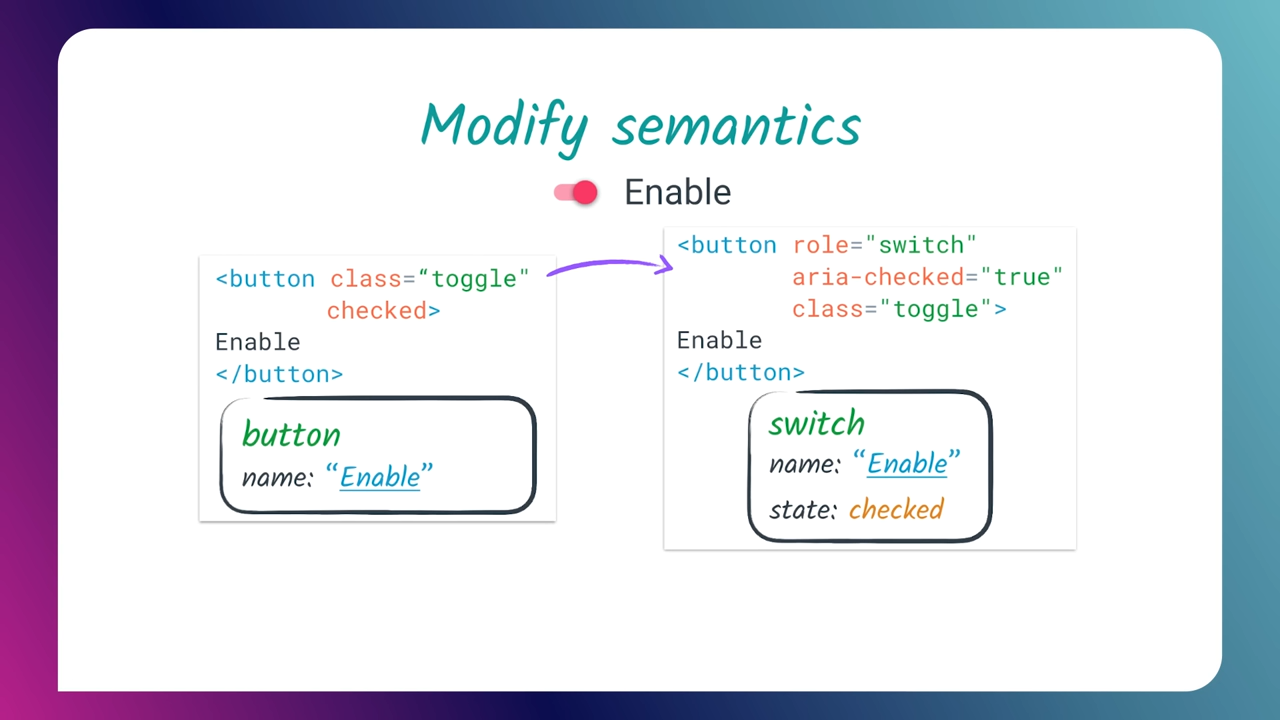 Modify semantics
Enable
<button class=“toggle"
checked>
Enable
</button>
button
name: “Enable”
<button role="switch"
aria-checked="true"
class="toggle">
Enable
</button>
switch
name: “Enable”
state: checked